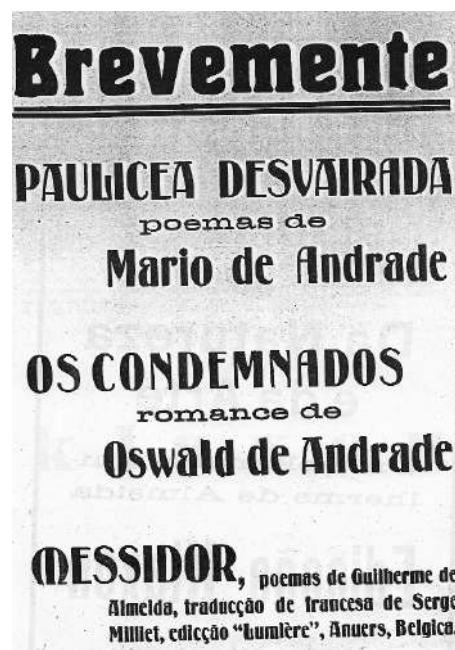 Brevemente
PAULICEA DESVAIRADA
poemas de
Mario de Andrade
OS CONDEMNADOS
romance de
Oswald de Andrade
MESSIDOR, poemas de Guilherme de
Almeida, traducção de francesa de Serge
Milliet, edicção "Lumière", Anuers, Belgica.